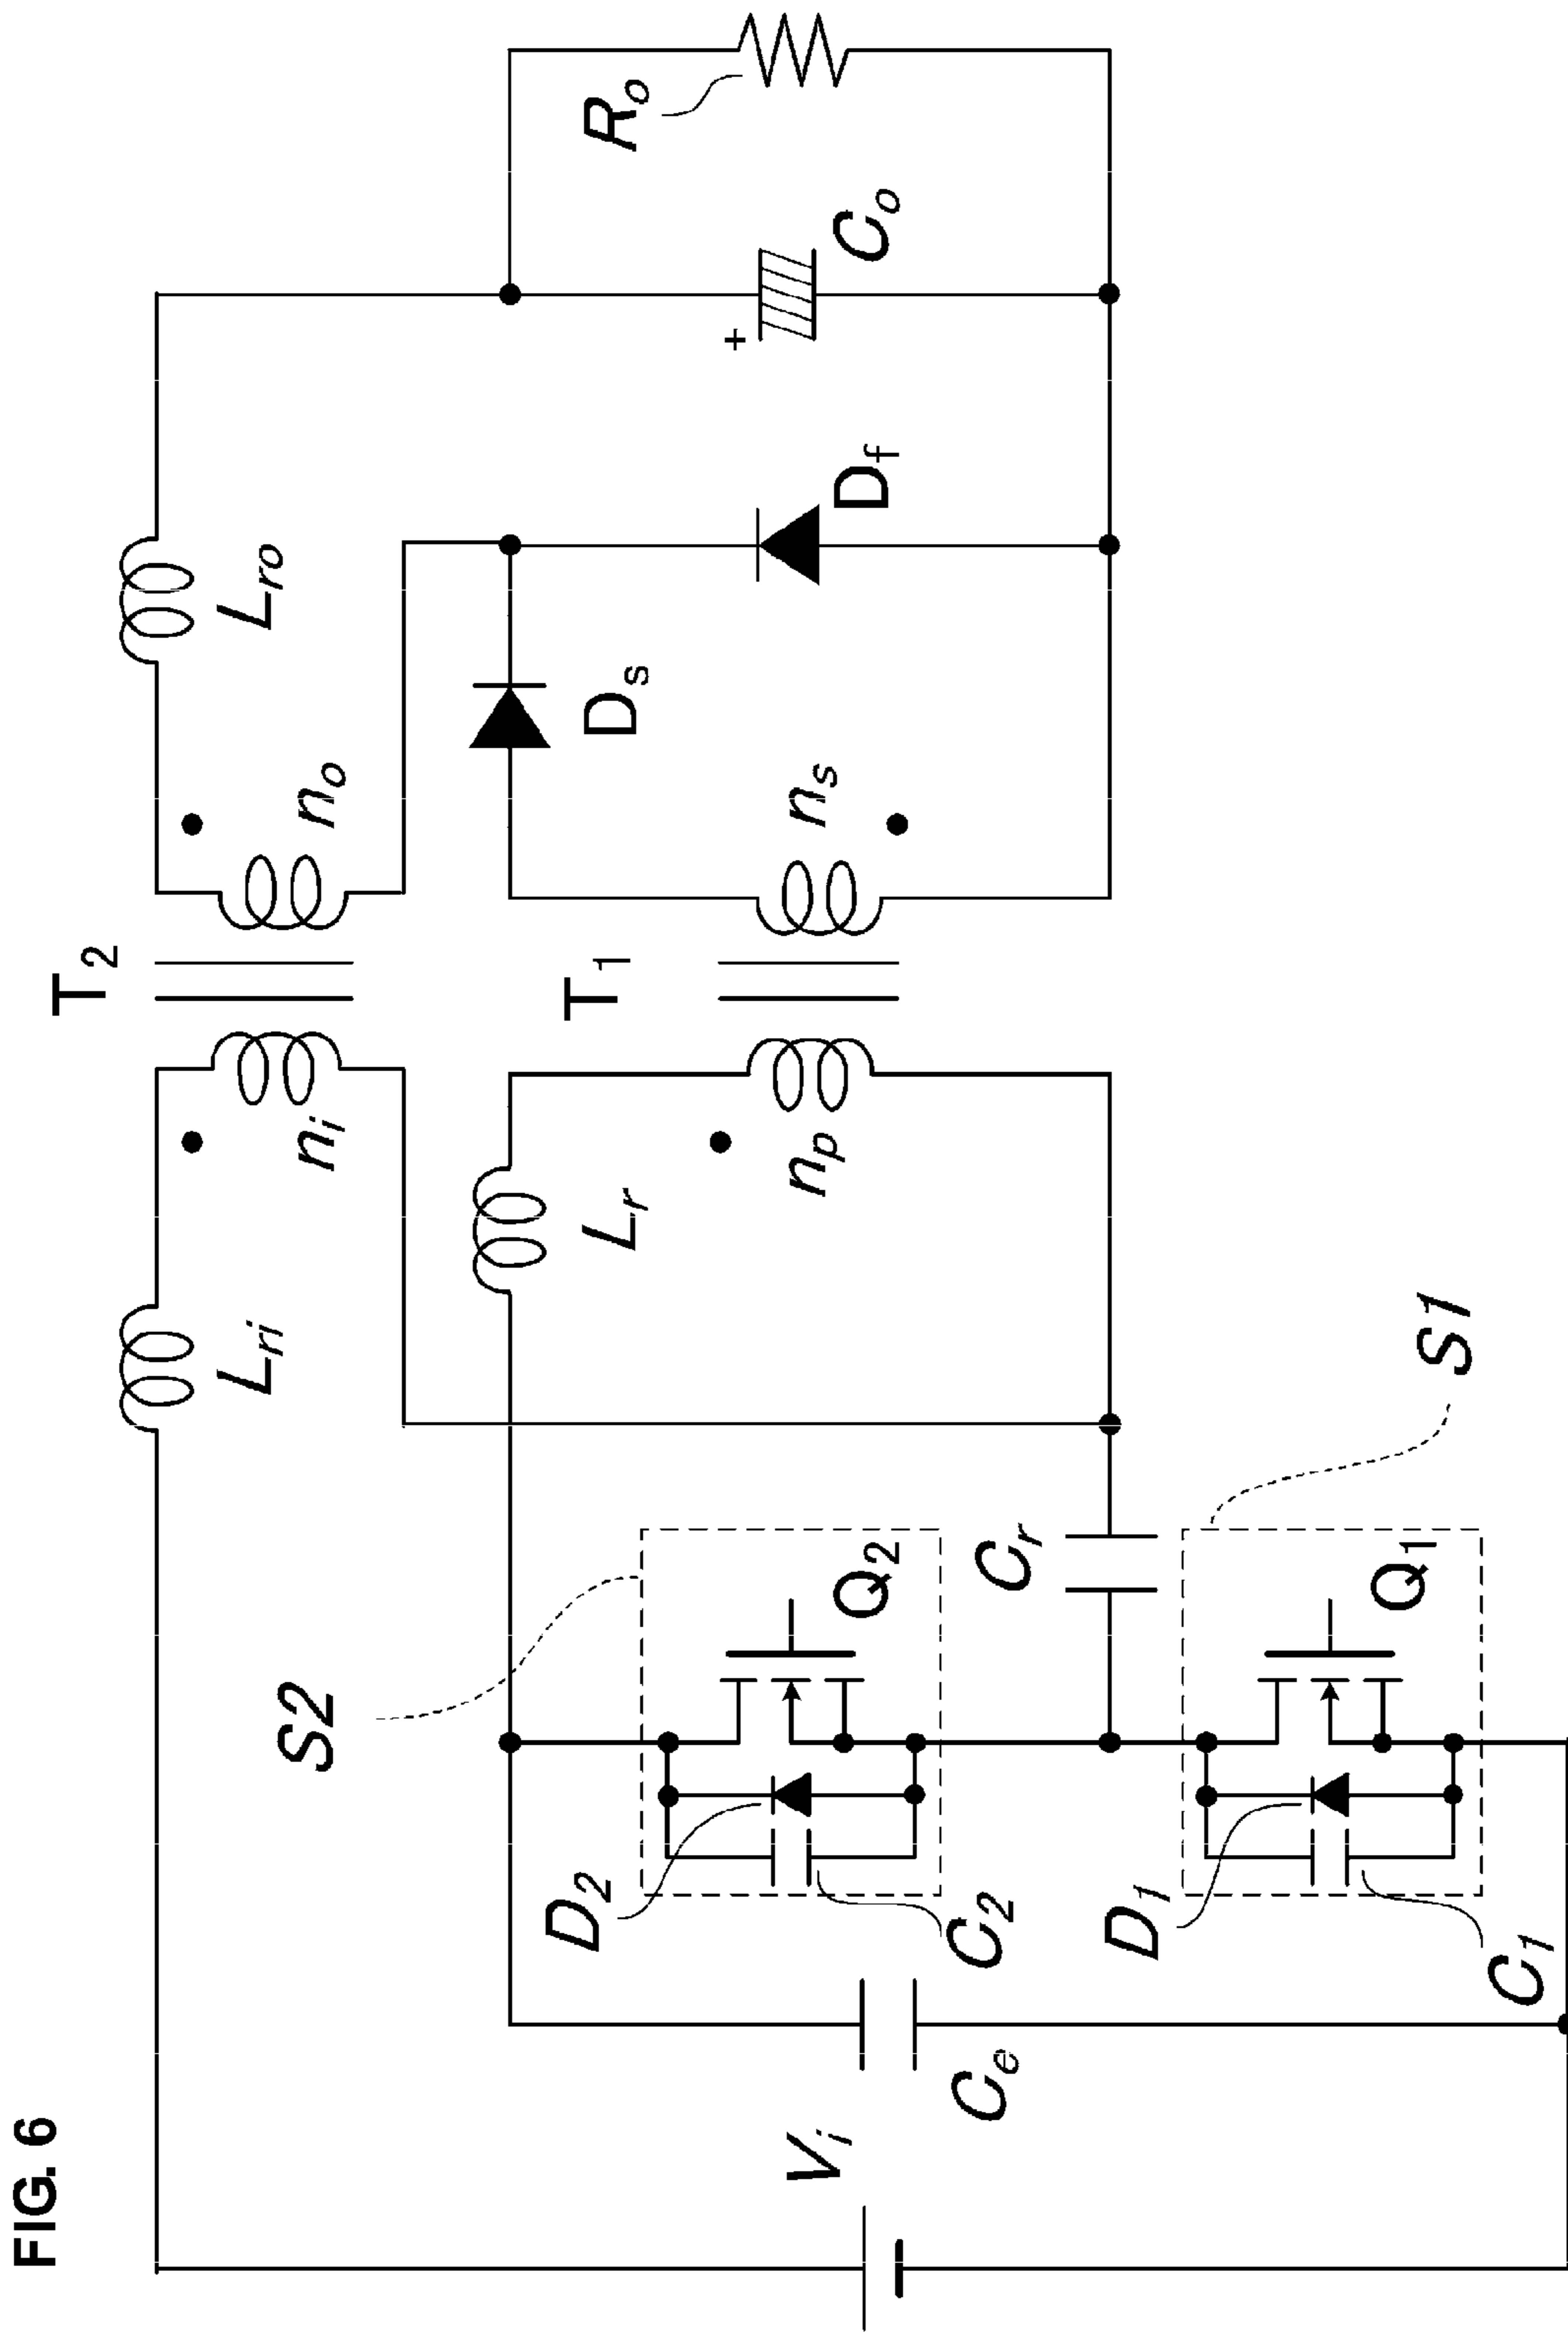 FIG. 6
T2
Lri
ni
no
Lro
S2
Lr
T1
Ds
Ro
np
ns
D2
Q2
Df
+
Co
Vi
Ce
C2
Cr
D1
Q1
S1
C1